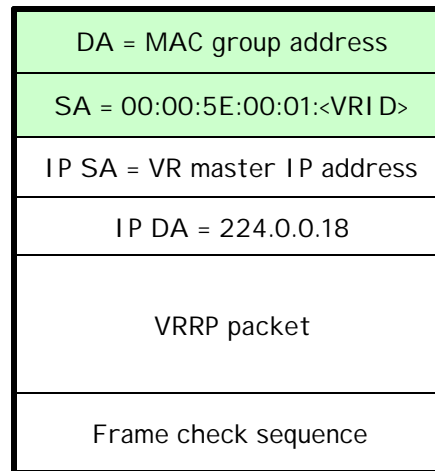 DA = MAC group address
SA = 00:00:5E:00:01:<VRID>
IP SA = VR master IP address
IP DA = 224.0.0.18
VRRP packet
Frame check sequence